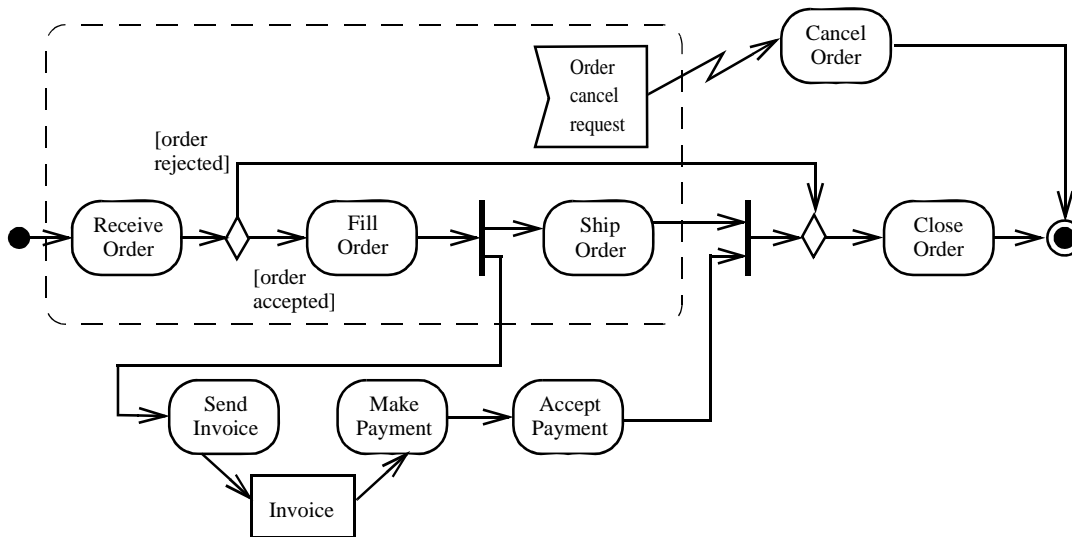 Cancel
Order
Order
cancel
request
[order
rejected]
Receive
Order
Fill
Order
Ship
Order
Close
Order
[order
accepted]
Send
Invoice
Make
Payment
Accept
Payment
Invoice